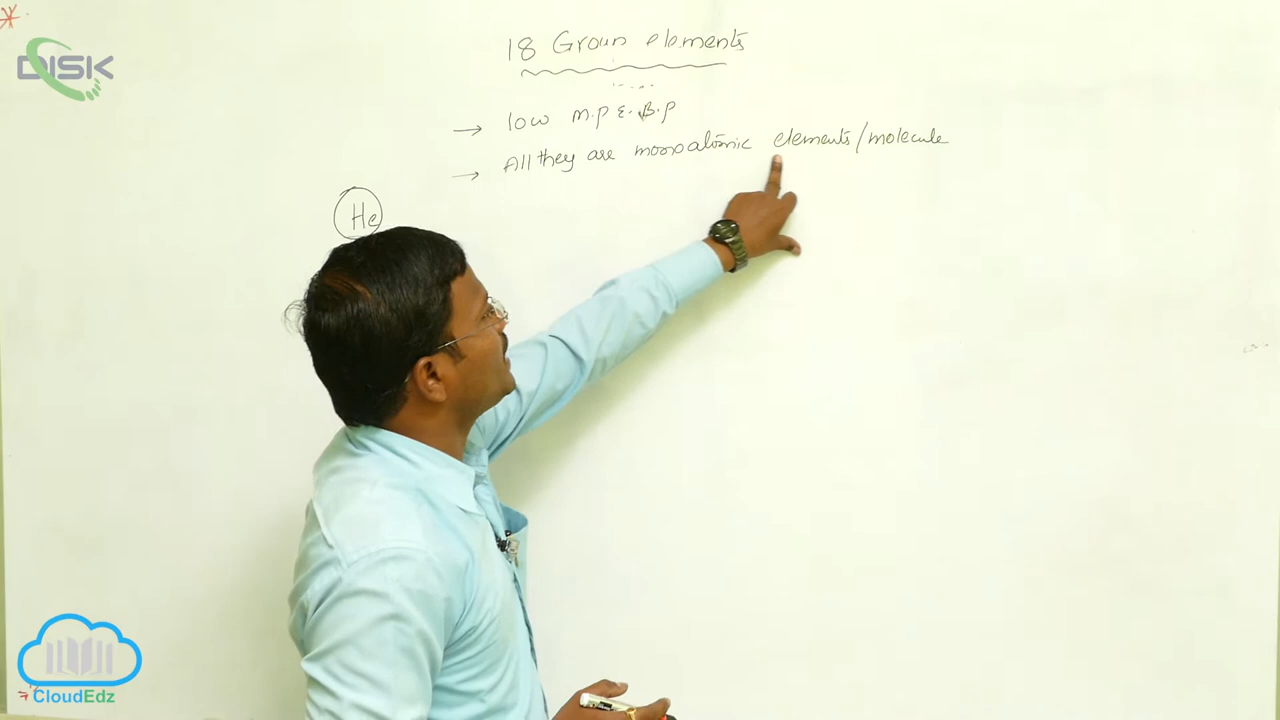 DISK
18 Group elements
→ low M.P &. B.P
→ All they are monoatomic elements/molecule
He
CloudEdz